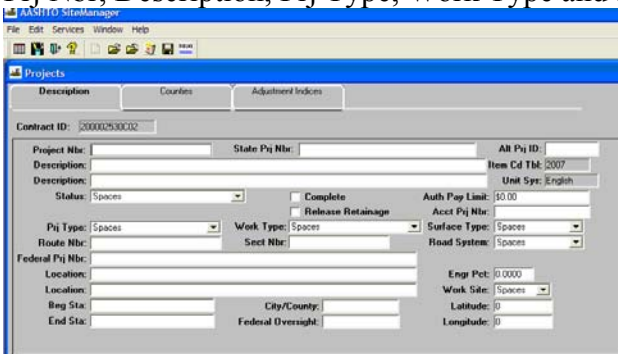 Description, Prj Type, Work Type and
AASHTO SiteManager
File Edit Services Window Help
Projects
Description Counties Adjustment Indices
Contract ID: 200002530C02
Project Nbr: State Prj Nbr: Alt Prj ID:
Description: Item Cd Tbl: 2007
Description: Unit Sys: English
Status: Spaces Complete Auth Pay Limit: $0.00
Release Retainage Acct Prj Nbr:
Prj Type: Spaces Work Type: Spaces Surface Type: Spaces
Route Nbr: Sect Nbr: Road System: Spaces
Federal Prj Nbr:
Location: Engr Pct: 0.0000
Location: Work Site: Spaces
Beg Sta: City/County: Latitude: 0
End Sta: Federal Oversight: Longitude: 0